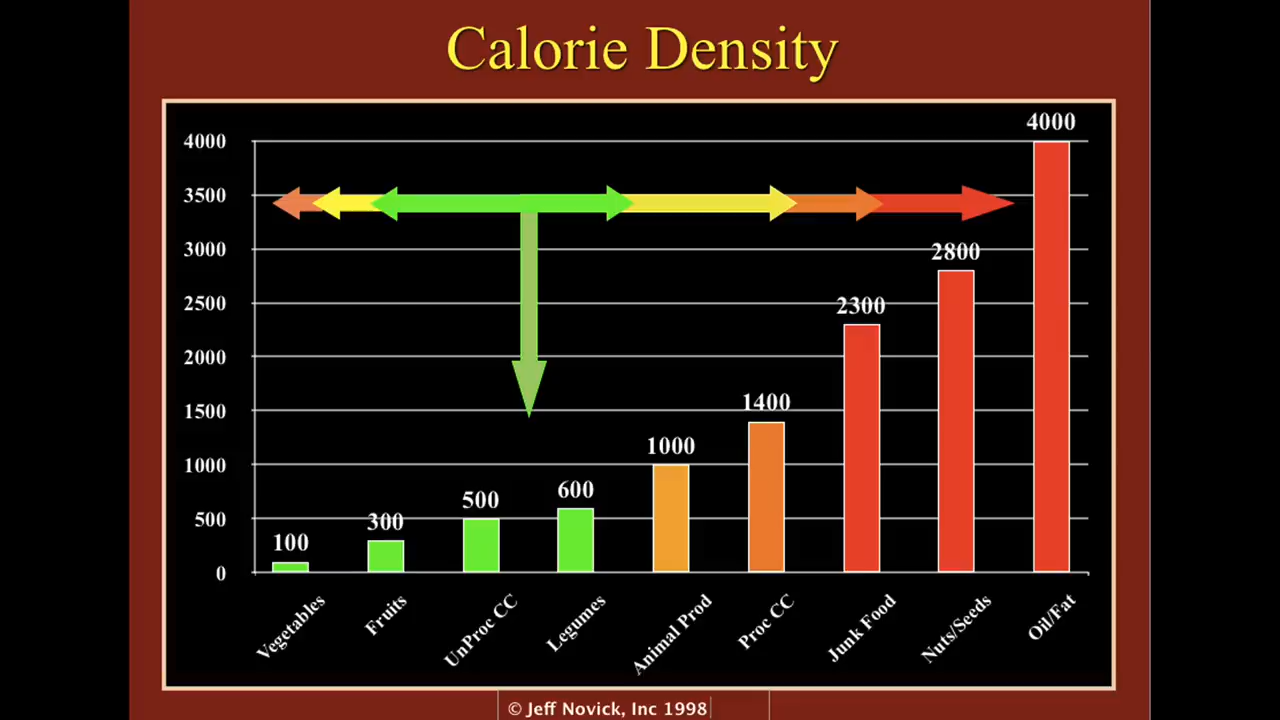 Calorie Density
4000
3500
3000
2500
2000
1500
1000
500
0
100
300
500
600
1000
1400
2300
2800
4000
Vegetables
Fruits
UnProc CC
Legumes
Animal Prod
Proc CC
Junk Food
Nuts/Seeds
Oil/Fat
© Jeff Novick, Inc 1998